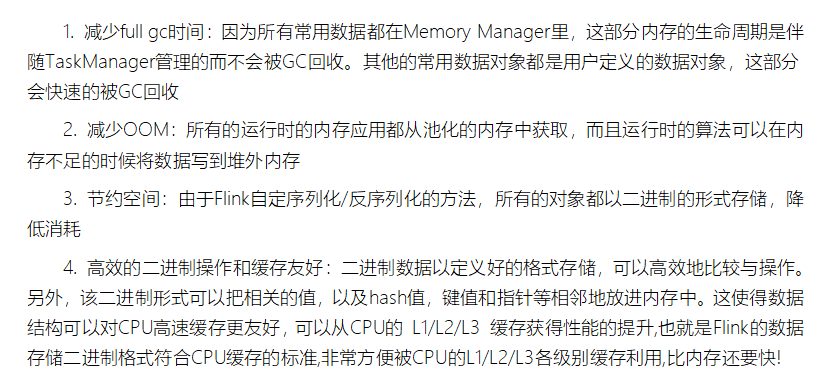 1. 减少full gc时间：因为所有常用数据都在Memory Manager里，这部分内存的生命周期是伴
随TaskManager管理的而不会被GC回收。其他的常用数据对象都是用户定义的数据对象，这部分
会快速的被GC回收
2. 减少OOM：所有的运行时的内存应用都从池化的内存中获取，而且运行时的算法可以在内
存不足的时候将数据写到堆外内存
3. 节约空间：由于Flink自定序列化/反序列化的方法，所有的对象都以二进制的形式存储，降
低消耗
4. 高效的二进制操作和缓存友好：二进制数据以定义好的格式存储，可以高效地比较与操作。
另外，该二进制形式可以把相关的值，以及hash值，键值和指针等相邻地放进内存中。这使得数据
结构可以对CPU高速缓存更友好，可以从CPU的 L1/L2/L3 缓存获得性能的提升,也就是Flink的数据
存储二进制格式符合CPU缓存的标准,非常方便被CPU的L1/L2/L3各级别缓存利用,比内存还要快!